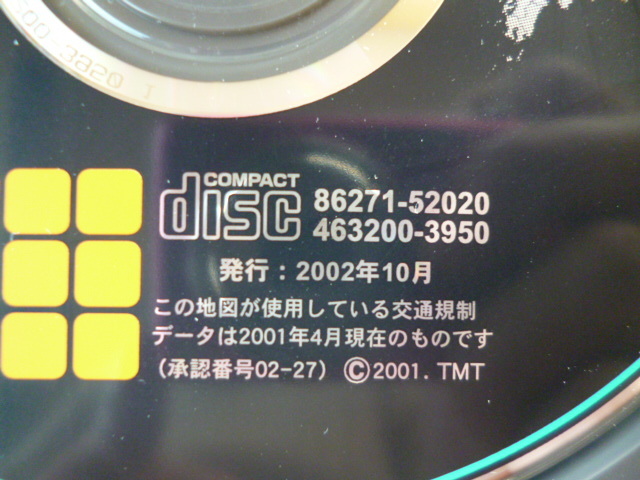 00-3820 1
COMPACT
disc
86271-52020
463200-3950
発行：2002年10月
この地図が使用している交通規制
データは2001年4月現在のものです
（承認番号02-27） ©2001. TMT